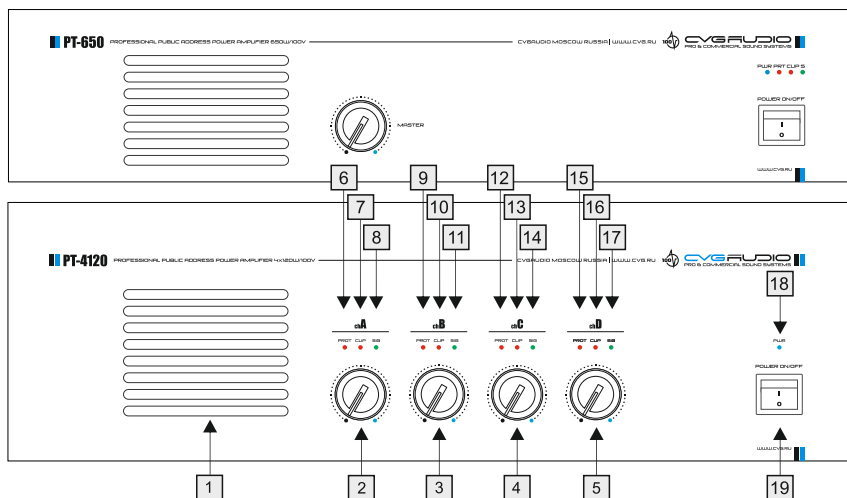 PT-650 PROFESSIONAL PUBLIC ADDRESS POWER AMPLIFIER 650W/100V CVGAUDIO MOSCOW RUSSIA | WWW.CVG.RU 100 CVGAUDIO
PRO & COMMERCIAL SOUND SYSTEMS
PWR PRT CLIP S
POWER ON/OFF
MASTER
I
O
WWW.CVG.RU
6 9 12 15
7 10 13 16
8 11 14 17
PT-4120 PROFESSIONAL PUBLIC ADDRESS POWER AMPLIFIER 4x120W/100V CVGAUDIO MOSCOW RUSSIA | WWW.CVG.RU 100 CVGAUDIO
PRO & COMMERCIAL SOUND SYSTEMS
18
chA chB chC chD
PROT CLIP SIG PROT CLIP SIG PROT CLIP SIG PROT CLIP SIG
PWR
POWER ON/OFF
I
O
WWW.CVG.RU
1 2 3 4 5 19